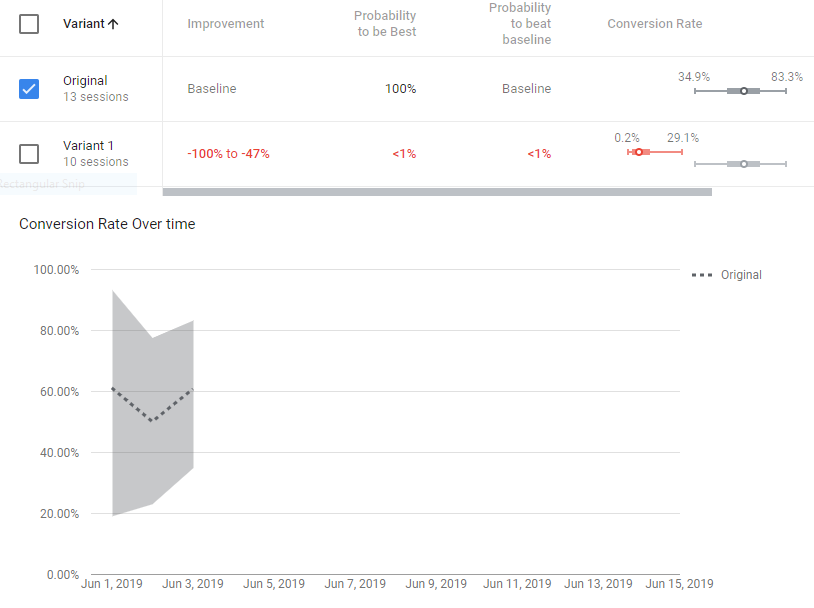 Variant
Improvement
Probability
to be Best
Probability
to beat
baseline
Conversion Rate
Original
13 sessions
Baseline
100%
Baseline
34.9%
83.3%
Variant 1
10 sessions
-100% to -47%
<1%
<1%
0.2%
29.1%
Rectangular Snip
Conversion Rate Over time
100.00%
80.00%
60.00%
40.00%
20.00%
0.00%
Original
Jun 1, 2019
Jun 3, 2019
Jun 5, 2019
Jun 7, 2019
Jun 9, 2019
Jun 11, 2019
Jun 13, 2019
Jun 15, 2019